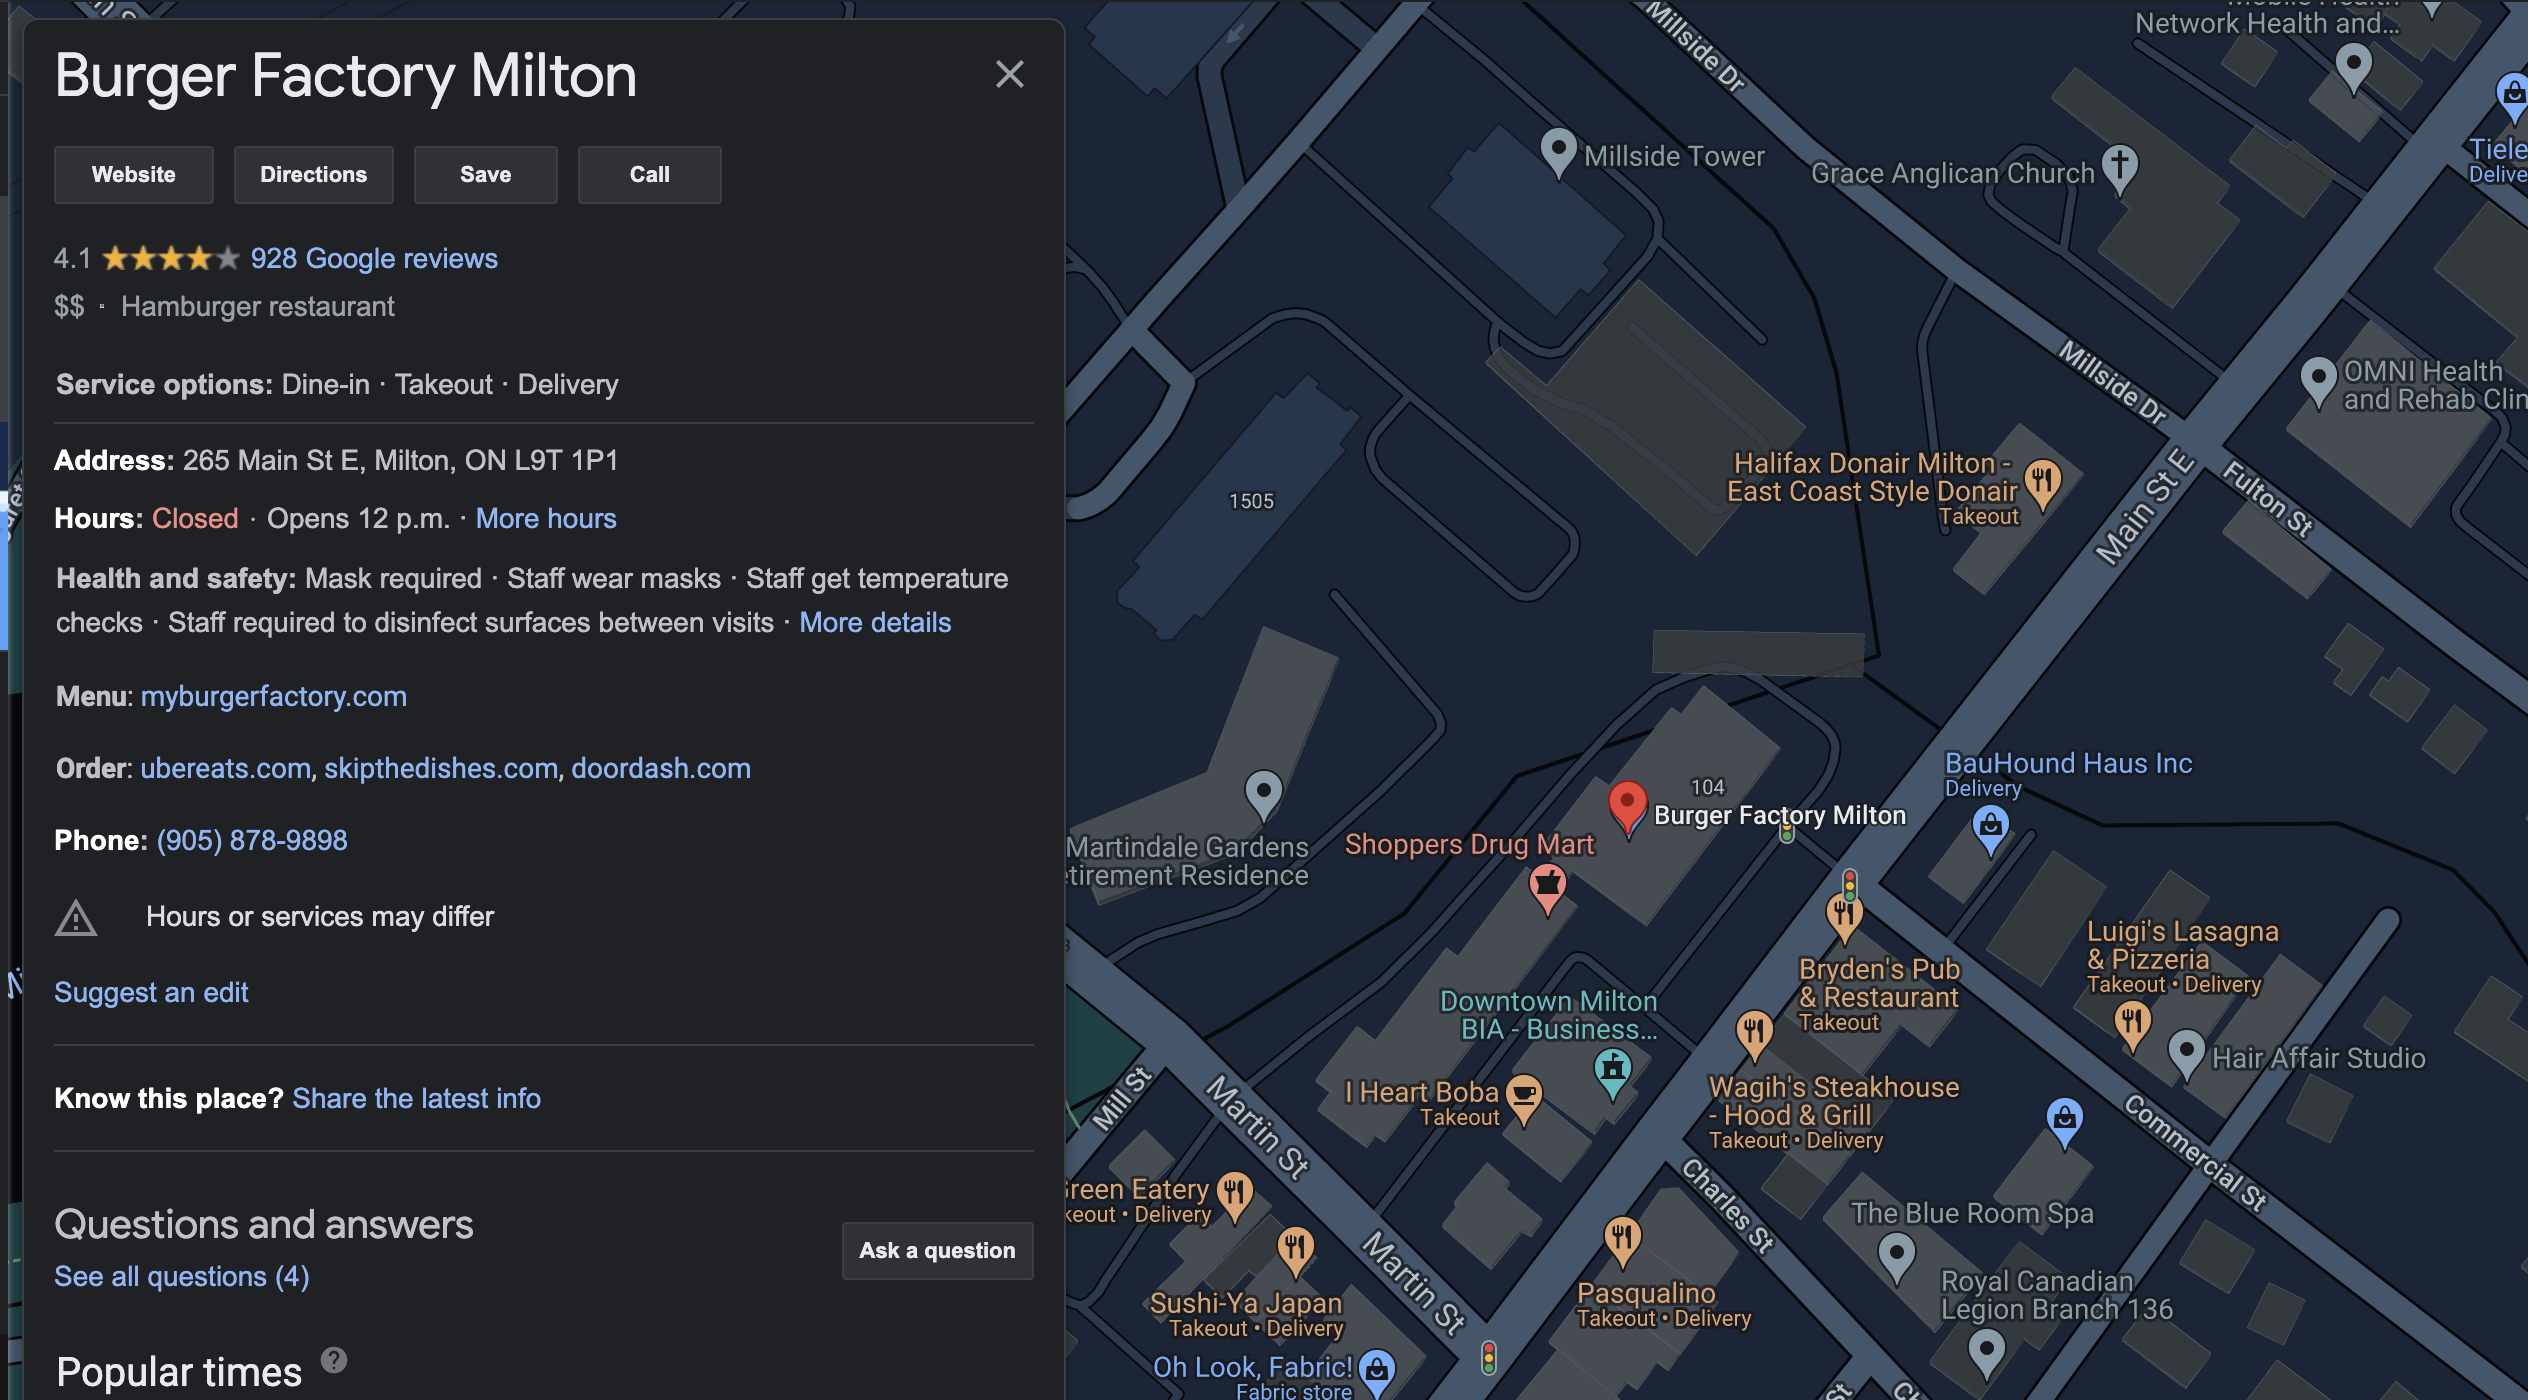 Burger Factory Milton
Website
Directions
Save
Call
4.1
928 Google reviews
$$ · Hamburger restaurant
Service options: Dine-in · Takeout · Delivery
Address: 265 Main St E, Milton, ON L9T 1P1
Hours: Closed · Opens 12 p.m. · More hours
Health and safety: Mask required · Staff wear masks · Staff get temperature
checks · Staff required to disinfect surfaces between visits · More details
Menu: myburgerfactory.com
Order: ubereats.com, skipthedishes.com, doordash.com
Phone: (905) 878-9898
Hours or services may differ
Suggest an edit
Know this place? Share the latest info
Questions and answers
See all questions (4)
Ask a question
Popular times
?
Millside Dr
Network Health and...
Millside Tower
Grace Anglican Church
Tiele
Delive
Millside Dr
OMNI Health
and Rehab Clin
Halifax Donair Milton -
East Coast Style Donair
Takeout
Main St E
Fulton St
1505
BauHound Haus Inc
Delivery
104
Burger Factory Milton
Shoppers Drug Mart
Martindale Gardens
etirement Residence
Luigi's Lasagna
& Pizzeria
Takeout • Delivery
Bryden's Pub
& Restaurant
Takeout
Downtown Milton
BIA - Business...
Hair Affair Studio
I Heart Boba
Takeout
Wagih's Steakhouse
- Hood & Grill
Takeout • Delivery
Mill St
Martin St
Commercial St
Charles St
reen Eatery
keout • Delivery
The Blue Room Spa
Martin St
Sushi-Ya Japan
Takeout • Delivery
Pasqualino
Takeout • Delivery
Royal Canadian
Legion Branch 136
Oh Look, Fabric!
Fabric store